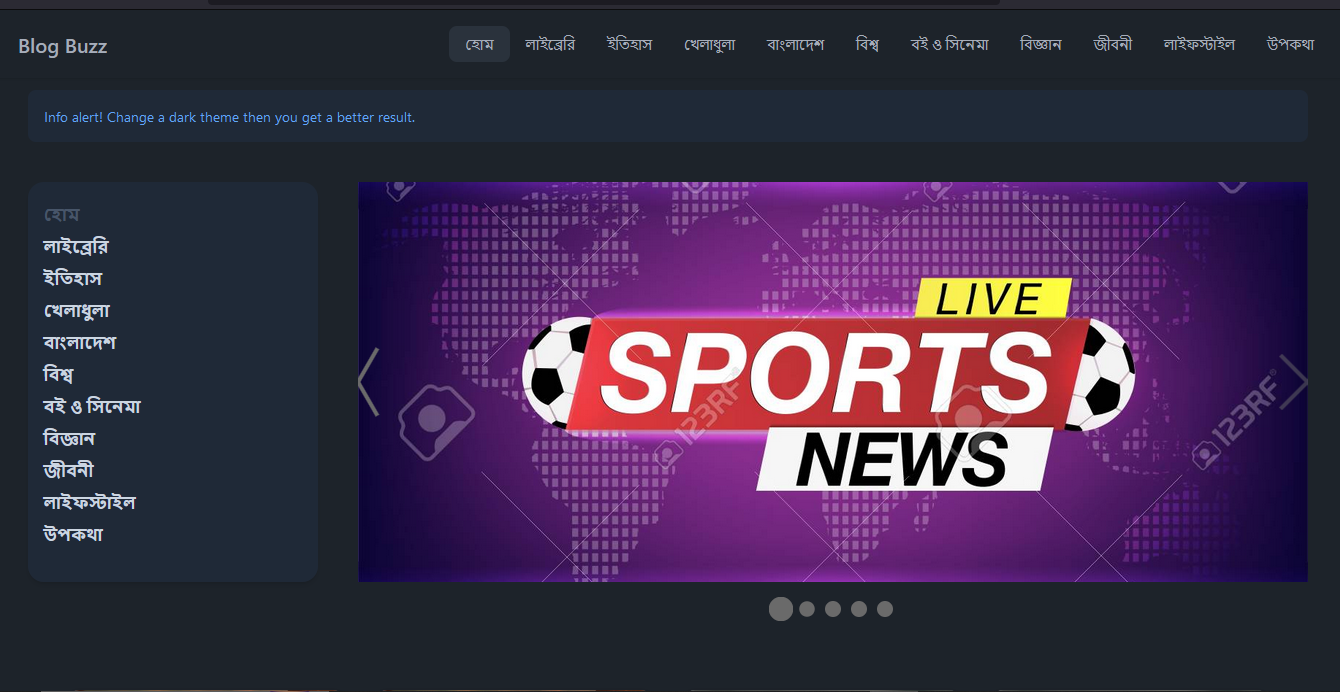 Blog Buzz
হোম লাইব্রেরি ইতিহাস খেলাধুলা বাংলাদেশ বিশ্ব বই ও সিনেমা বিজ্ঞান জীবনী লাইফস্টাইল উপকথা
Info alert! Change a dark theme then you get a better result.
হোম
লাইব্রেরি
ইতিহাস
খেলাধুলা
বাংলাদেশ
বিশ্ব
বই ও সিনেমা
বিজ্ঞান
জীবনী
লাইফস্টাইল
উপকথা
LIVE
SPORTS
NEWS
123RF®
123RF®